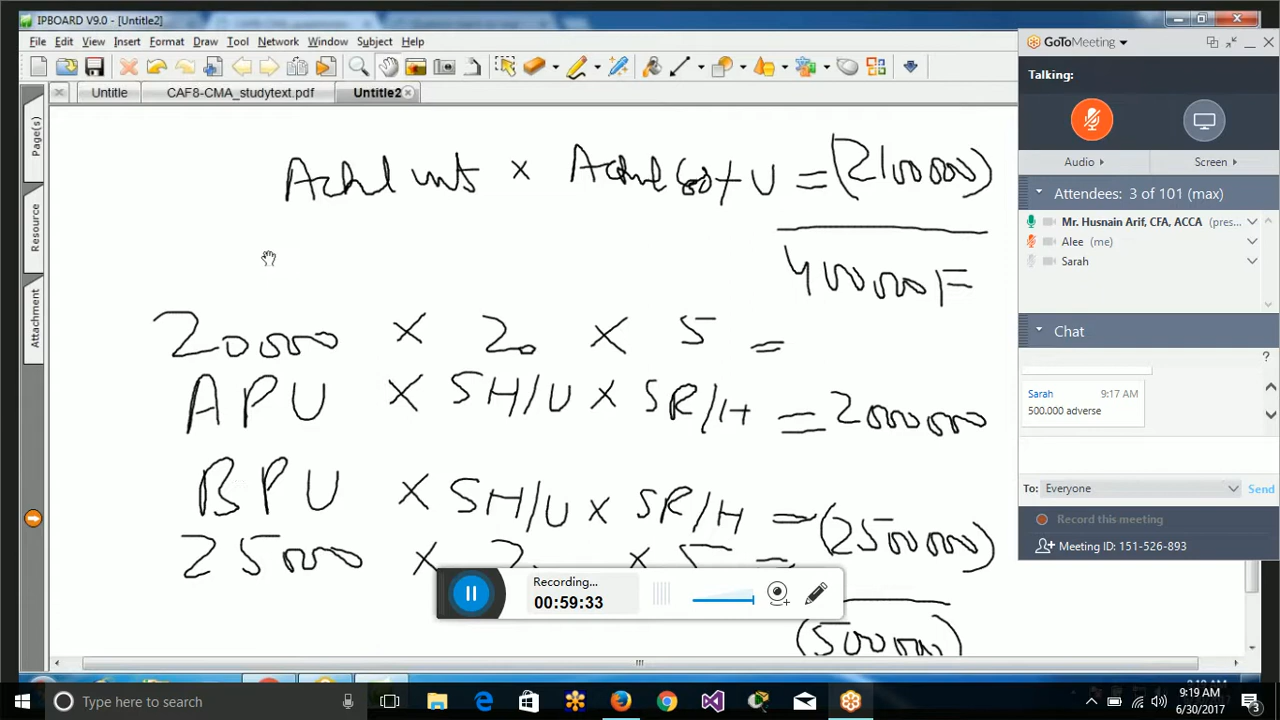 IPBOARD V9.0 - [Untitle2]
File Edit View Insert Format Draw Tool Network Window Subject Help
Untitle CAF8-CMA_studytext.pdf Untitle2
Page(s)
Resource
Attachment
Actual × Actual U = (2100000)
400000 F
20000 × 20 × 5 =
APU × SH/U × SR/H = 2000000
BPU × SH/U × SR/H = (2500000)
25000 × 2 × 5 =
(500000)
Recording...
00:59:33
GoToMeeting
Talking:
Audio Screen
Attendees: 3 of 101 (max)
Mr. Husnain Arif, CFA, ACCA (pres...
Alee (me)
Sarah
Chat
?
Sarah 9:17 AM
500.000 adverse
To: Everyone Send
Record this meeting
Meeting ID: 151-526-893
Type here to search
9:19 AM
6/30/2017
3